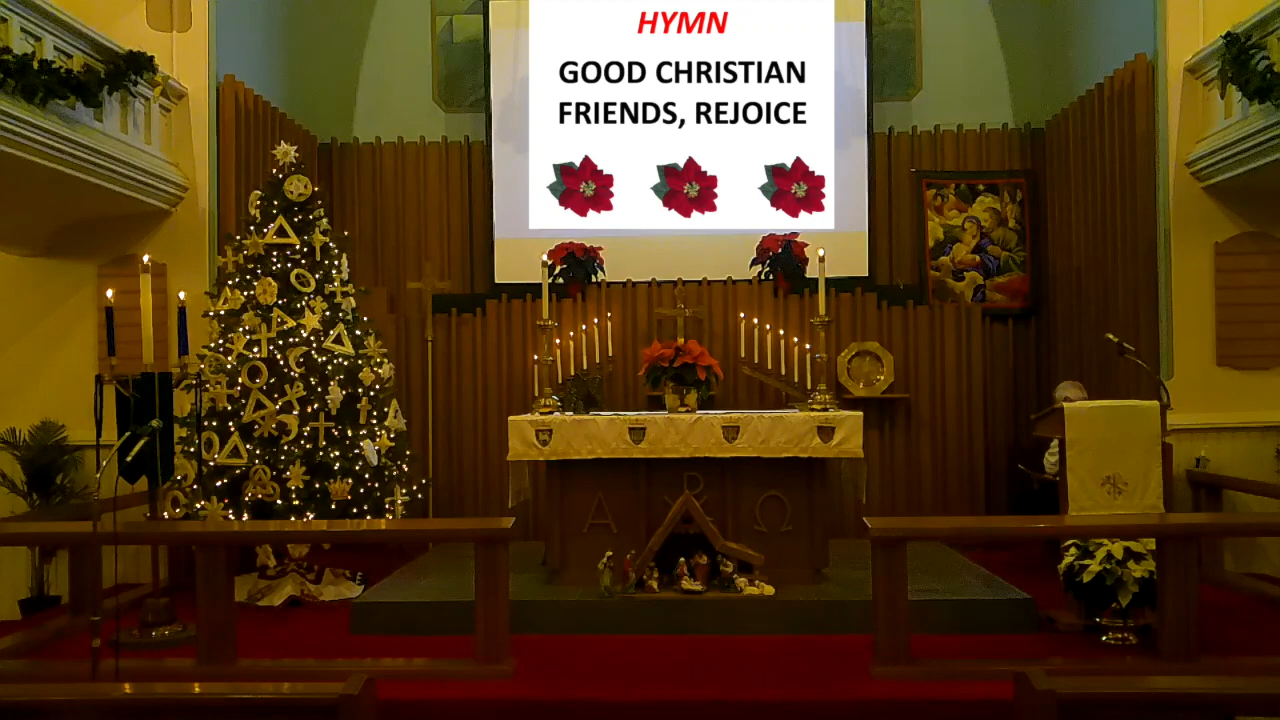 HYMN
GOOD CHRISTIAN
FRIENDS, REJOICE
Α Ω